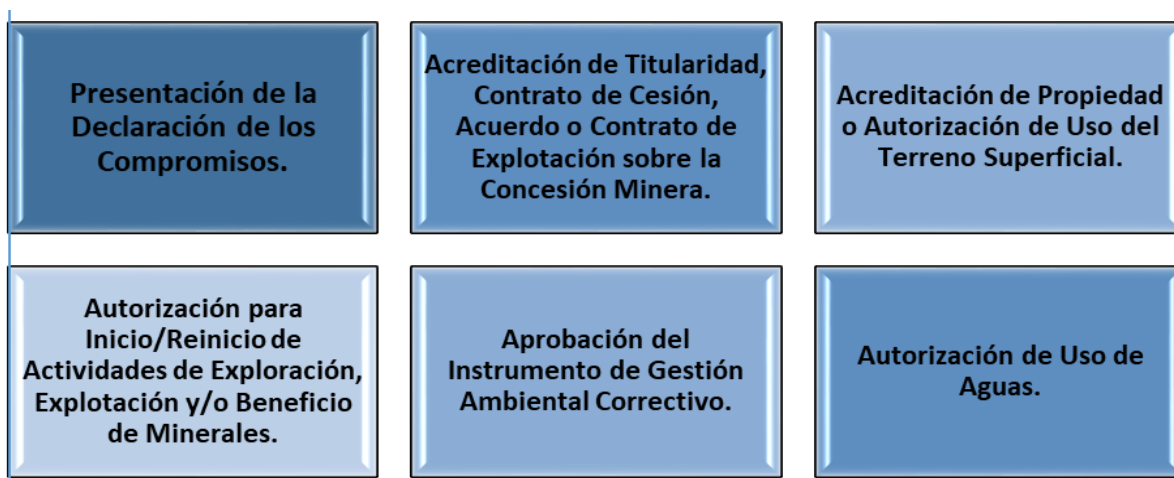 Presentación de la
Declaración de los
Compromisos.
Acreditación de Titularidad,
Contrato de Cesión,
Acuerdo o Contrato de
Explotación sobre la
Concesión Minera.
Acreditación de Propiedad
o Autorización de Uso del
Terreno Superficial.
Autorización para
Inicio/Reinicio de
Actividades de Exploración,
Explotación y/o Beneficio
de Minerales.
Aprobación del
Instrumento de Gestión
Ambiental Correctivo.
Autorización de Uso de
Aguas.